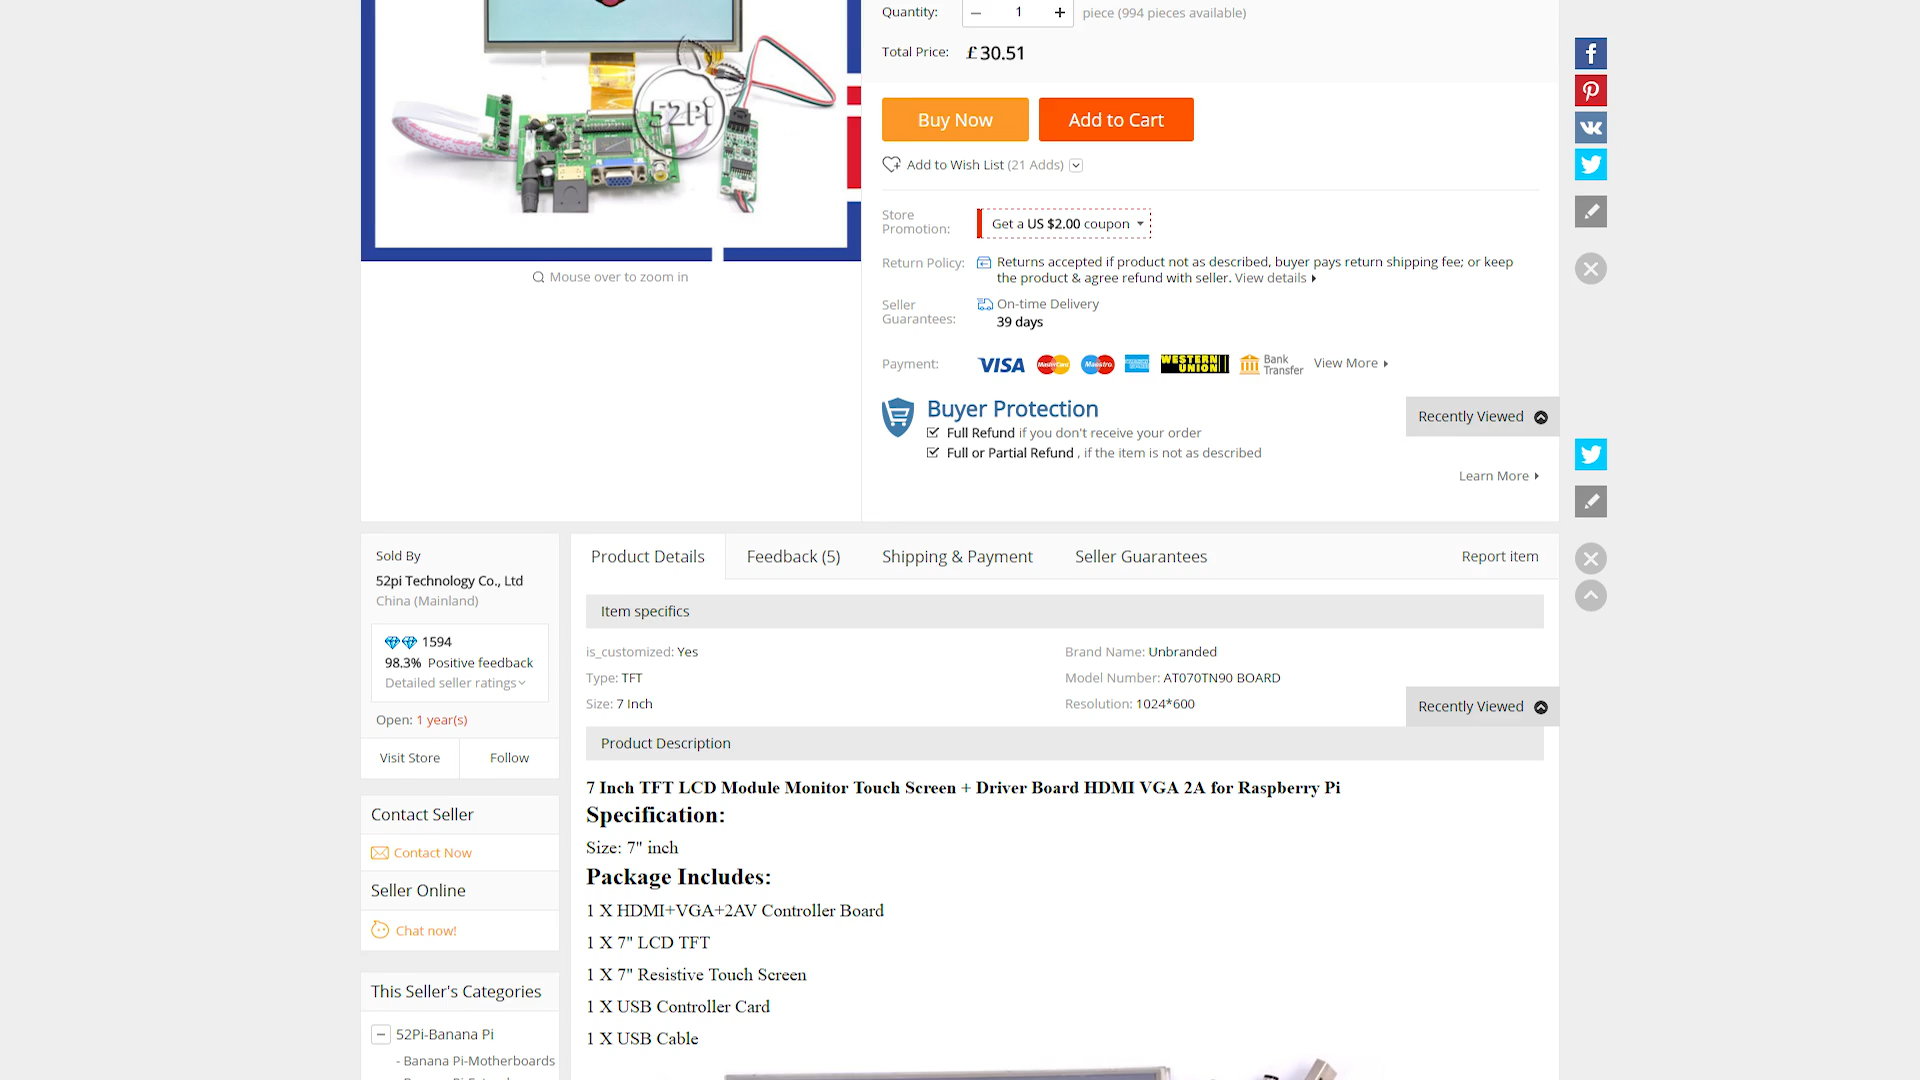 Quantity:
1
piece (994 pieces available)
Total Price:
£30.51
52Pi
Buy Now
Add to Cart
Add to Wish List (21 Adds)
Mouse over to zoom in
Store
Promotion:
Get a US $2.00 coupon
Return Policy:
Returns accepted if product not as described, buyer pays return shipping fee; or keep
the product & agree refund with seller. View details
Seller
Guarantees:
On-time Delivery
39 days
Payment:
VISA
MasterCard
Maestro
WESTERN
UNION
Bank
Transfer
View More
Buyer Protection
Full Refund if you don't receive your order
Full or Partial Refund , if the item is not as described
Recently Viewed
Learn More
Sold By
52pi Technology Co., Ltd
China (Mainland)
1594
98.3% Positive feedback
Detailed seller ratings
Open: 1 year(s)
Visit Store
Follow
Contact Seller
Contact Now
Seller Online
Chat now!
This Seller's Categories
52Pi-Banana Pi
- Banana Pi-Motherboards
Product Details
Feedback (5)
Shipping & Payment
Seller Guarantees
Report item
Item specifics
is_customized: Yes
Brand Name: Unbranded
Type: TFT
Model Number: AT070TN90 BOARD
Size: 7 Inch
Resolution: 1024*600
Recently Viewed
Product Description
7 Inch TFT LCD Module Monitor Touch Screen + Driver Board HDMI VGA 2A for Raspberry Pi
Specification:
Size: 7" inch
Package Includes:
1 X HDMI+VGA+2AV Controller Board
1 X 7" LCD TFT
1 X 7" Resistive Touch Screen
1 X USB Controller Card
1 X USB Cable